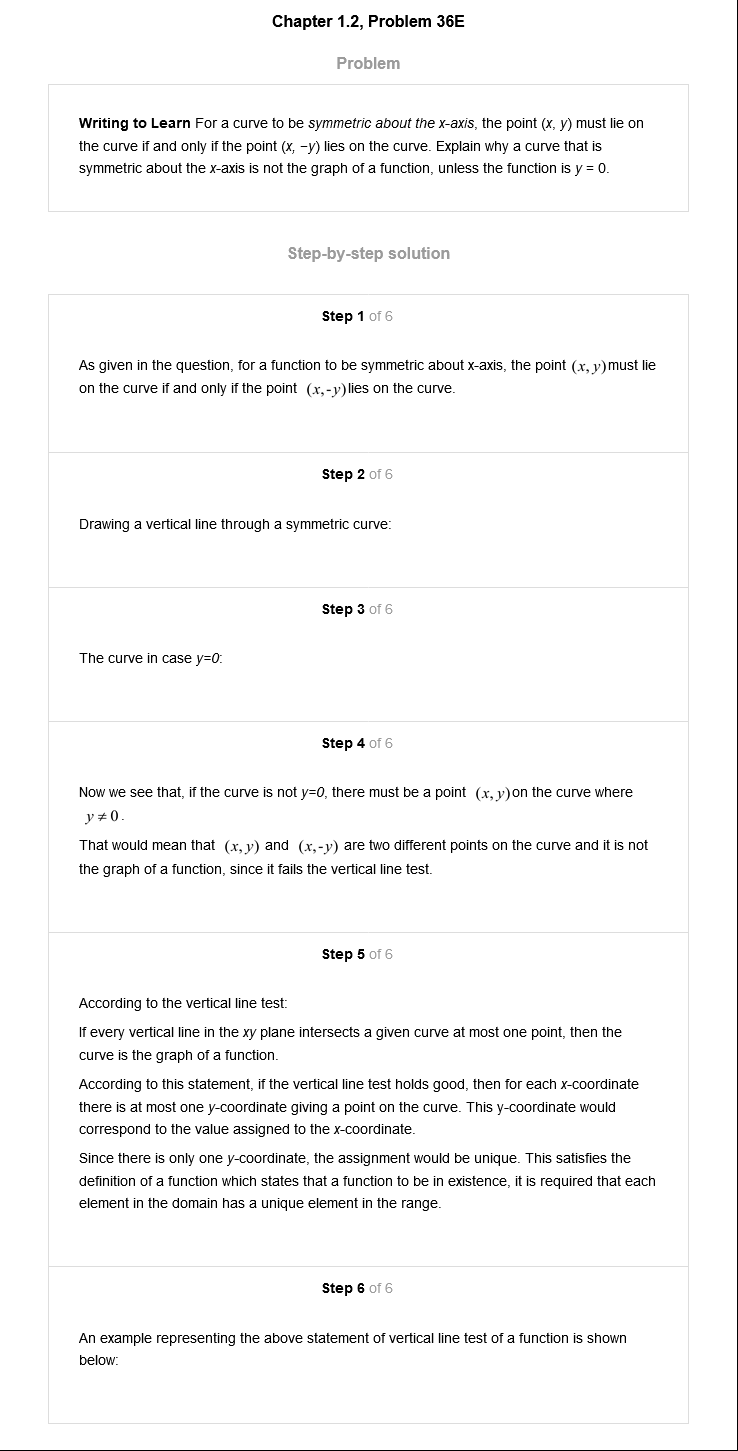 Chapter 1.2, Problem 36E
Problem
Writing to Learn For a curve to be symmetric about the x-axis, the point (x, y) must lie on
the curve if and only if the point (x, −y) lies on the curve. Explain why a curve that is
symmetric about the x-axis is not the graph of a function, unless the function is y = 0.
Step-by-step solution
Step 1 of 6
As given in the question, for a function to be symmetric about x-axis, the point (x, y) must lie
on the curve if and only if the point (x,-y) lies on the curve.
Step 2 of 6
Drawing a vertical line through a symmetric curve:
Step 3 of 6
The curve in case y=0:
Step 4 of 6
Now we see that, if the curve is not y=0, there must be a point (x, y) on the curve where
y ≠ 0.
That would mean that (x, y) and (x,-y) are two different points on the curve and it is not
the graph of a function, since it fails the vertical line test.
Step 5 of 6
According to the vertical line test:
If every vertical line in the xy plane intersects a given curve at most one point, then the
curve is the graph of a function.
According to this statement, if the vertical line test holds good, then for each x-coordinate
there is at most one y-coordinate giving a point on the curve. This y-coordinate would
correspond to the value assigned to the x-coordinate.
Since there is only one y-coordinate, the assignment would be unique. This satisfies the
definition of a function which states that a function to be in existence, it is required that each
element in the domain has a unique element in the range.
Step 6 of 6
An example representing the above statement of vertical line test of a function is shown
below: